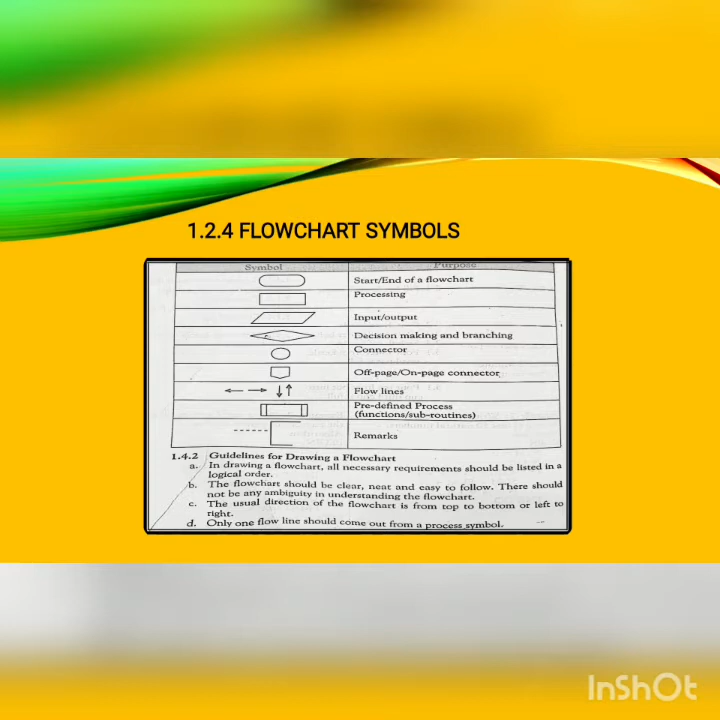 1.2.4 FLOWCHART SYMBOLS
Symbol Purpose
Start/End of a flowchart
Processing
Input/output
Decision making and branching
Connector
Off-page/On-page connector
Flow lines
Pre-defined Process
(functions/sub-routines)
Remarks
1.4.2 Guidelines for Drawing a Flowchart
a. In drawing a flowchart, all necessary requirements should be listed in a
logical order.
b. The flowchart should be clear, neat and easy to follow. There should
not be any ambiguity in understanding the flowchart.
c. The usual direction of the flowchart is from top to bottom or left to
right.
d. Only one flow line should come out from a process symbol.
InShOt